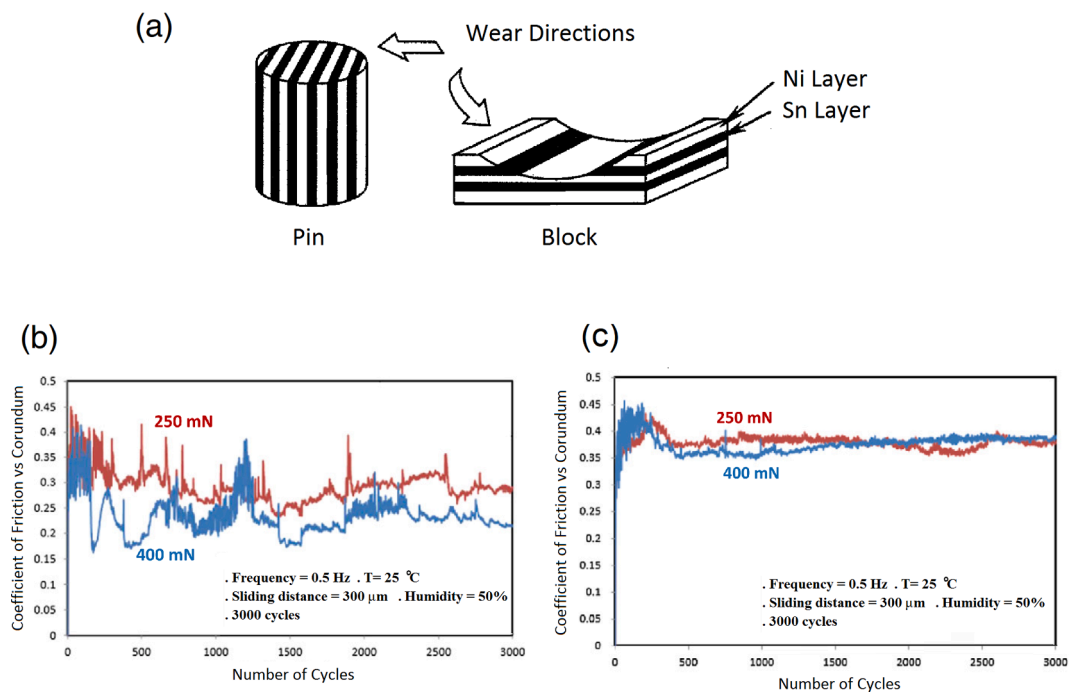 (a)
Wear Directions
Ni Layer
Sn Layer
Pin
Block
(b)
Coefficient of Friction vs Corundum
0.5
0.45
0.4
0.35
0.3
0.25
0.2
0.15
0.1
0.05
0
250 mN
400 mN
. Frequency = 0.5 Hz . T= 25 °C
. Sliding distance = 300 μm . Humidity = 50%
. 3000 cycles
0 500 1000 1500 2000 2500 3000
Number of Cycles
(c)
Coefficient of Friction vs Corundum
0.5
0.45
0.4
0.35
0.3
0.25
0.2
0.15
0.1
0.05
0
250 mN
400 mN
. Frequency = 0.5 Hz . T= 25 °C
. Sliding distance = 300 μm . Humidity = 50%
. 3000 cycles
0 500 1000 1500 2000 2500 3000
Number of Cycles